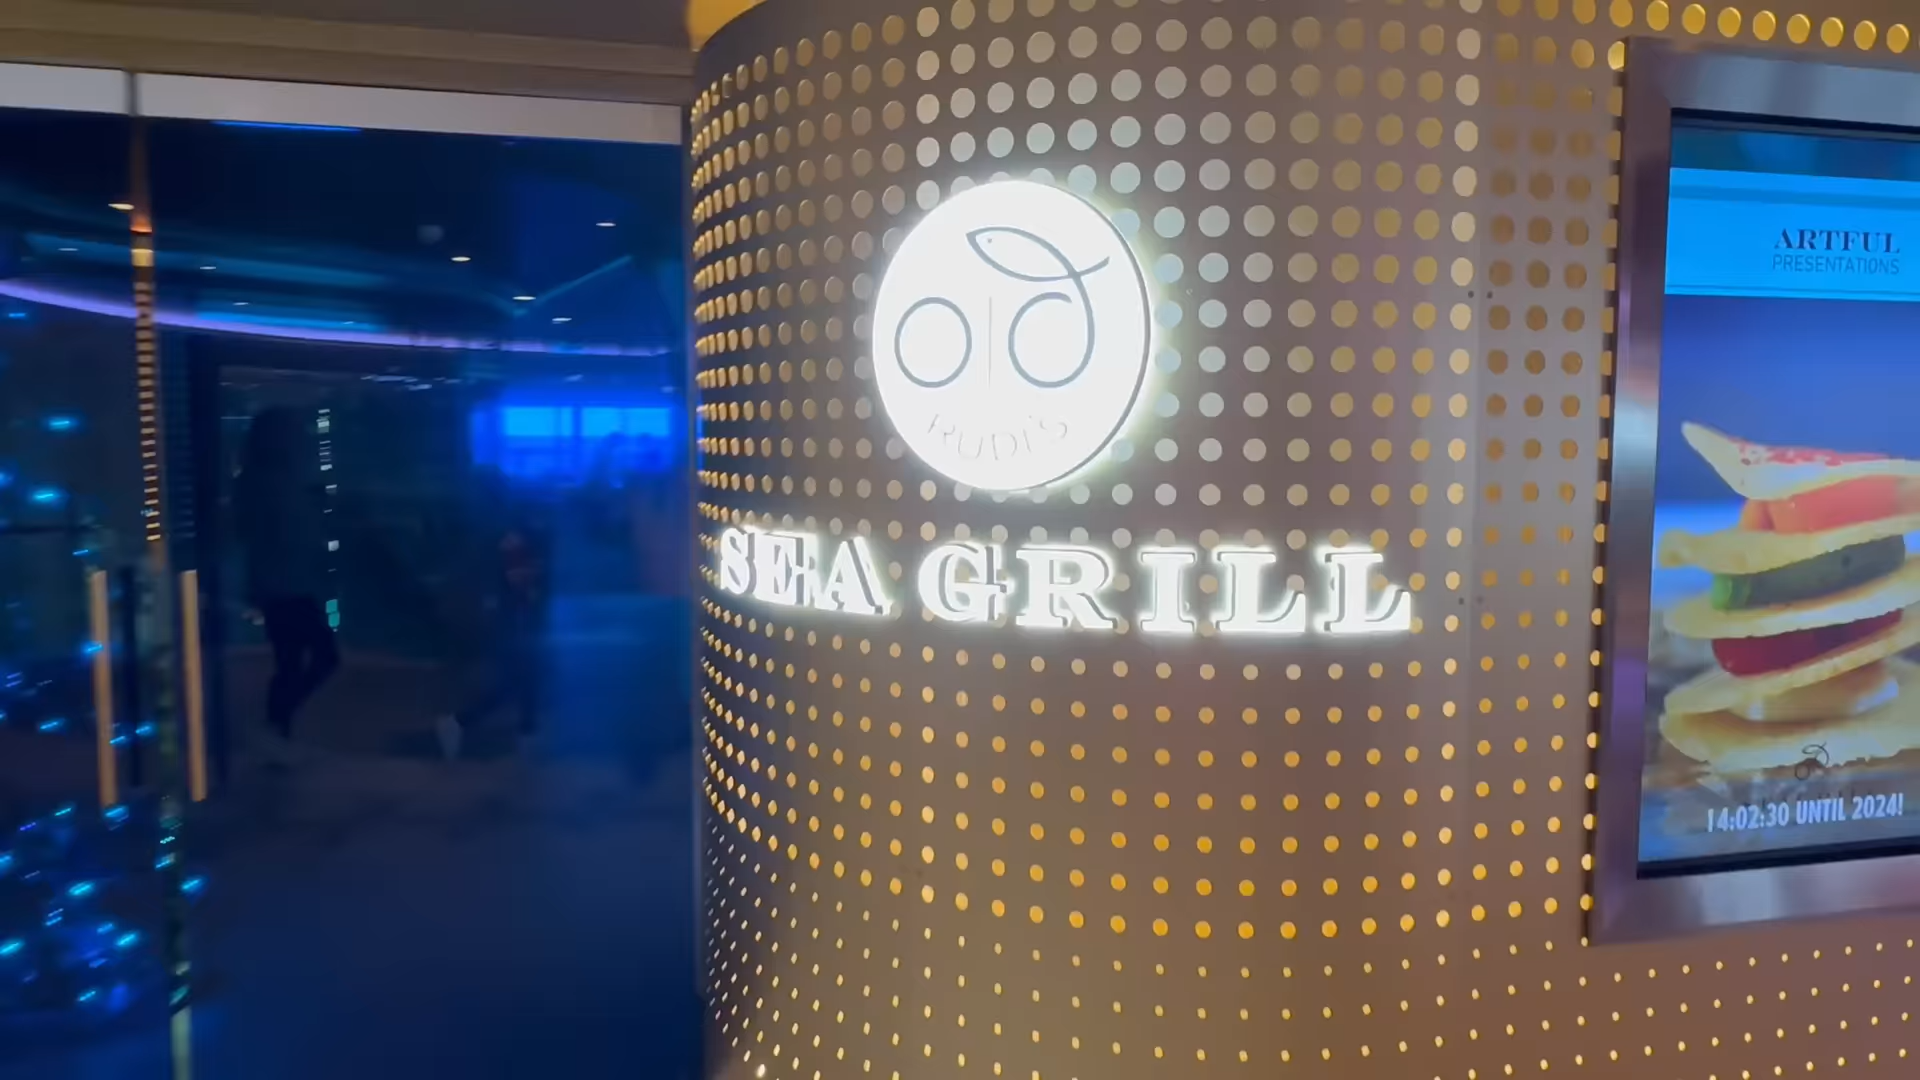 RUDI'S
SEA GRILL
ARTFUL
PRESENTATIONS
14:02:30 UNTIL 2024!